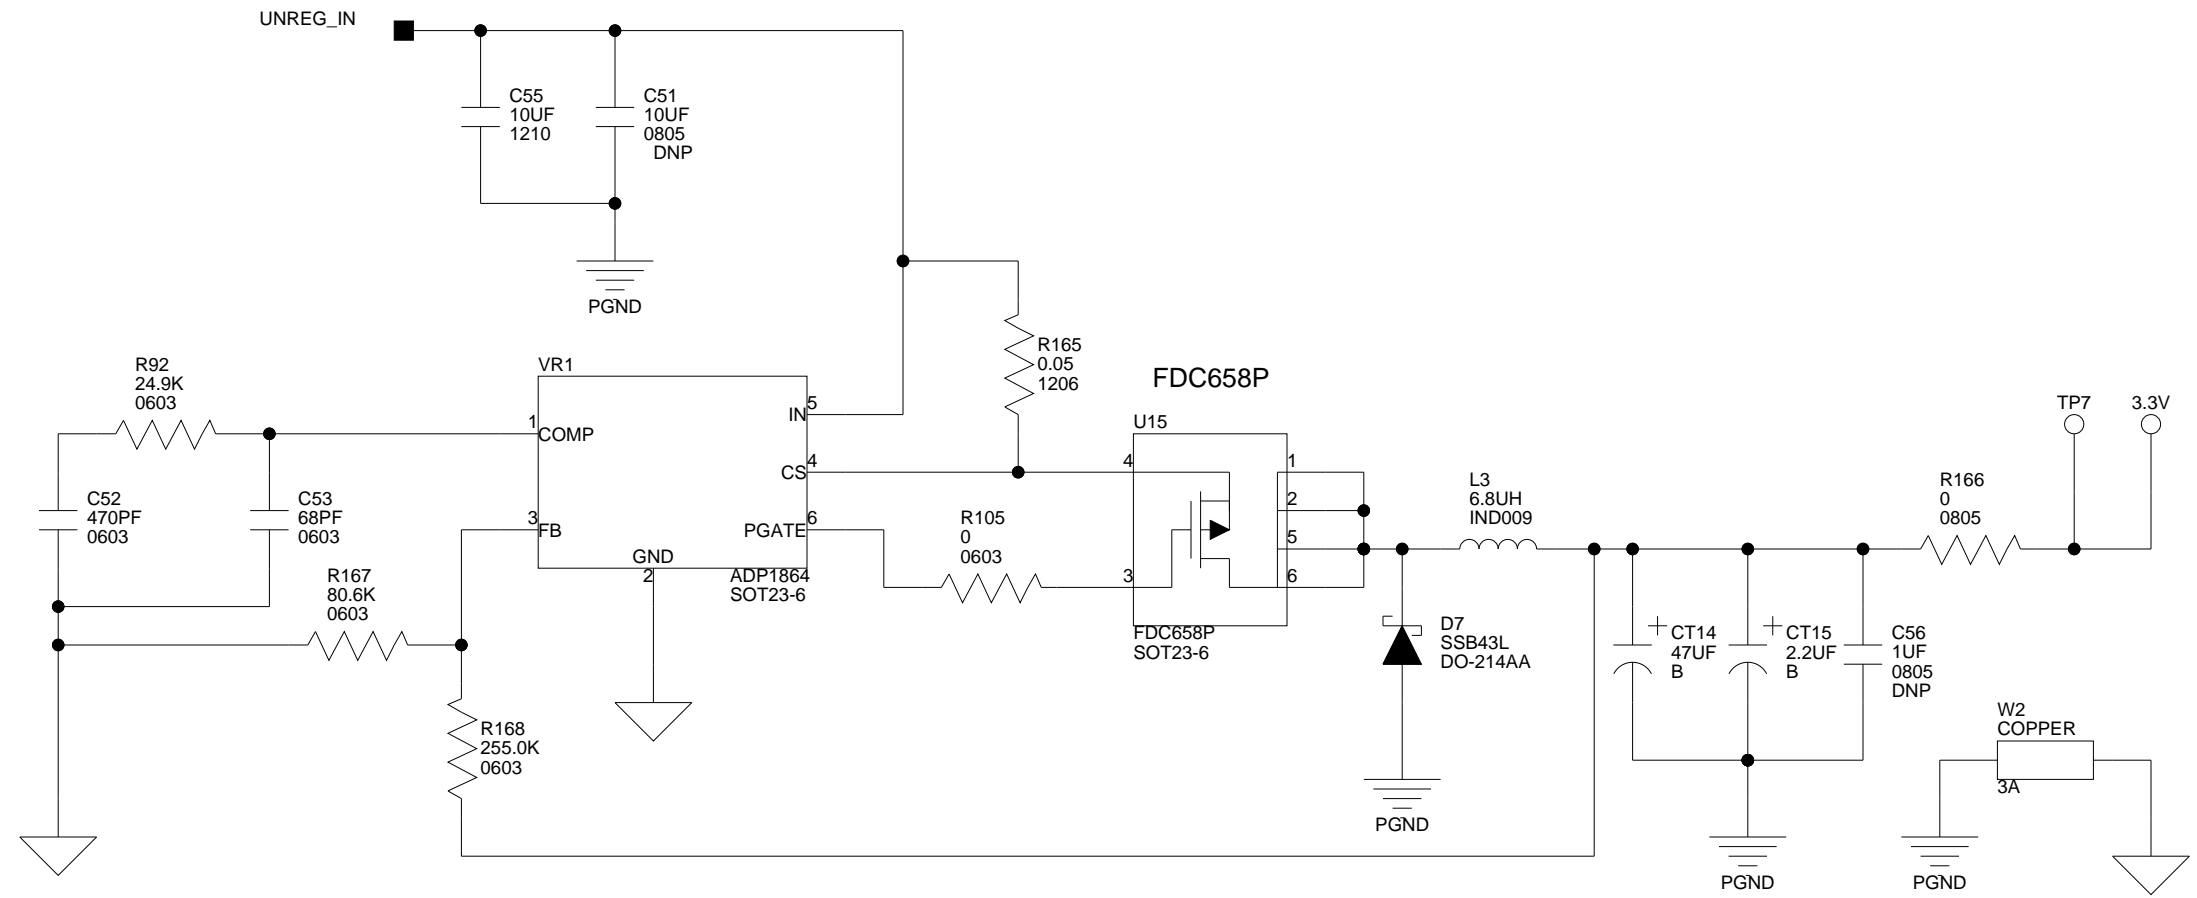 UNREG_IN
C55
10UF
1210
C51
10UF
0805
DNP
PGND
R165
0.05
1206
R92
24.9K
0603
VR1
1
COMP
IN
5
CS
4
3
FB
PGATE
6
GND
2
ADP1864
SOT23-6
C52
470PF
0603
C53
68PF
0603
R167
80.6K
0603
R168
255.0K
0603
R105
0
0603
FDC658P
U15
4
3
1
2
5
6
FDC658P
SOT23-6
L3
6.8UH
IND009
D7
SSB43L
DO-214AA
PGND
CT14
47UF
B
CT15
2.2UF
B
C56
1UF
0805
DNP
PGND
R166
0
0805
TP7
3.3V
W2
COPPER
3A
PGND